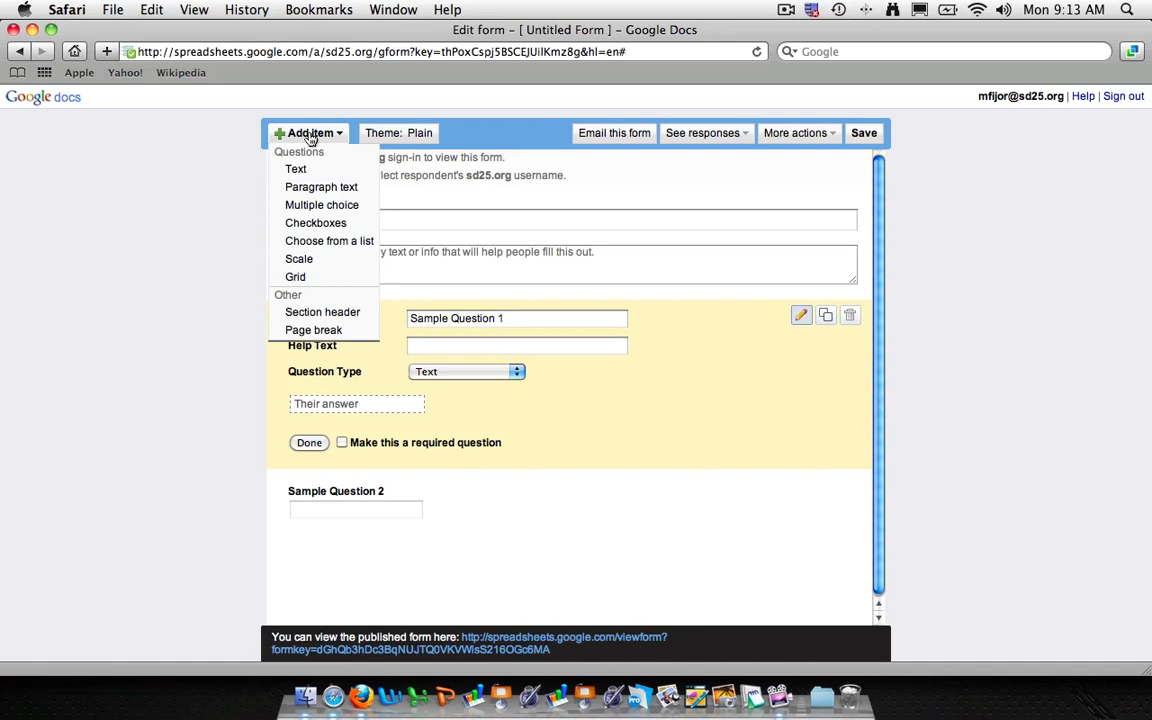 Safari File Edit View History Bookmarks Window Help Mon 9:13 AM
Edit form – [ Untitled Form ] – Google Docs
http://spreadsheets.google.com/a/sd25.org/gform?key=thPoxCspj5BSCEJUilKmz8g&hl=en# Google
Apple Yahoo! Wikipedia
Google docs mfijor@sd25.org | Help | Sign out
Add item Theme: Plain Email this form See responses More actions Save
Questions
g sign-in to view this form.
Text
lect respondent's sd25.org username.
Paragraph text
Multiple choice
Checkboxes
Choose from a list
y text or info that will help people fill this out.
Scale
Grid
Other
Section header
Sample Question 1
Page break
Help Text
Question Type Text
Their answer
Done Make this a required question
Sample Question 2
You can view the published form here: http://spreadsheets.google.com/viewform?
formkey=dGhQb3hDc3BqNUJTQ0VKVWlsS216OGc6MA